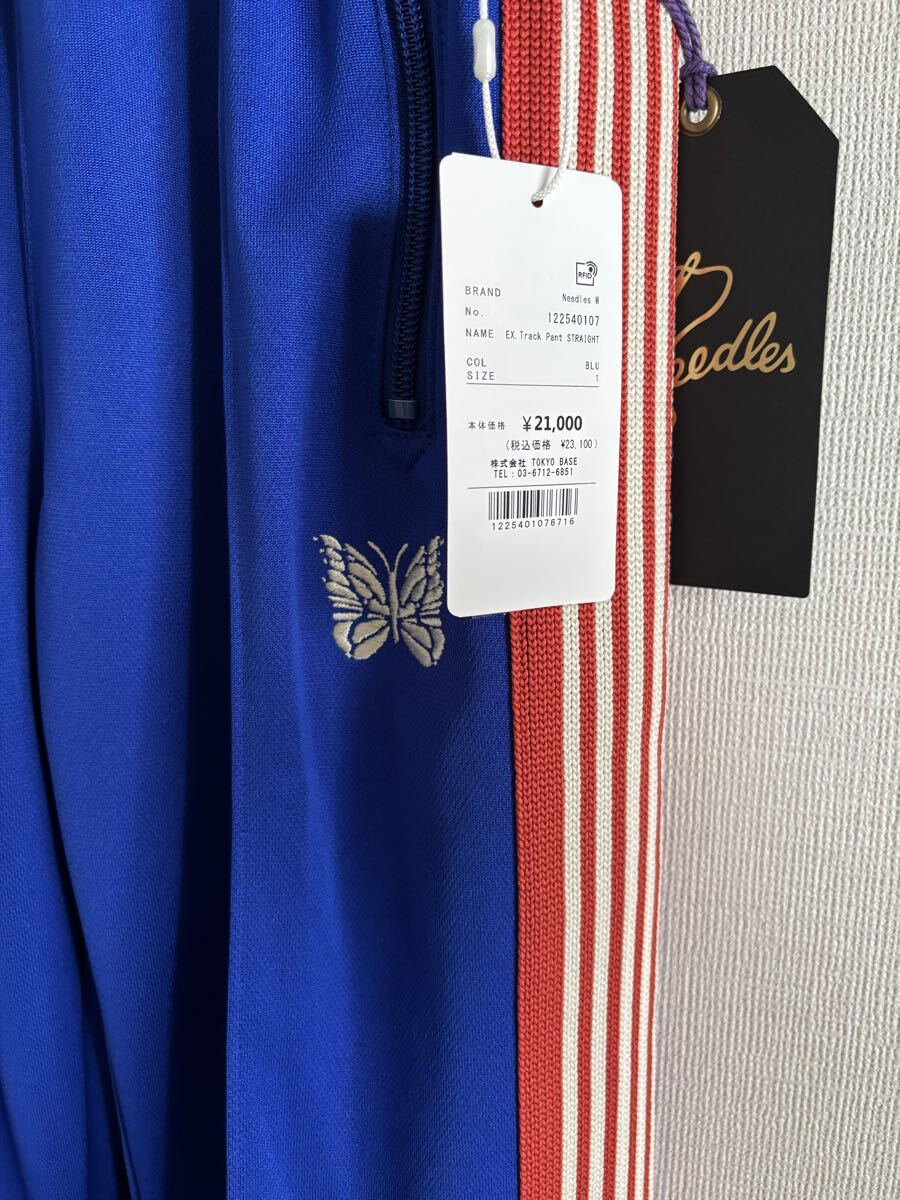 RFID
BRAND Needles W
No. 122540107
NAME EX.Track Pant STRAIGHT
COL BLU
SIZE 1
本体価格 ¥21,000
(税込価格 ¥23,100)
株式会社 TOKYO BASE
TEL:03-6712-6851
1225401076716
Needles